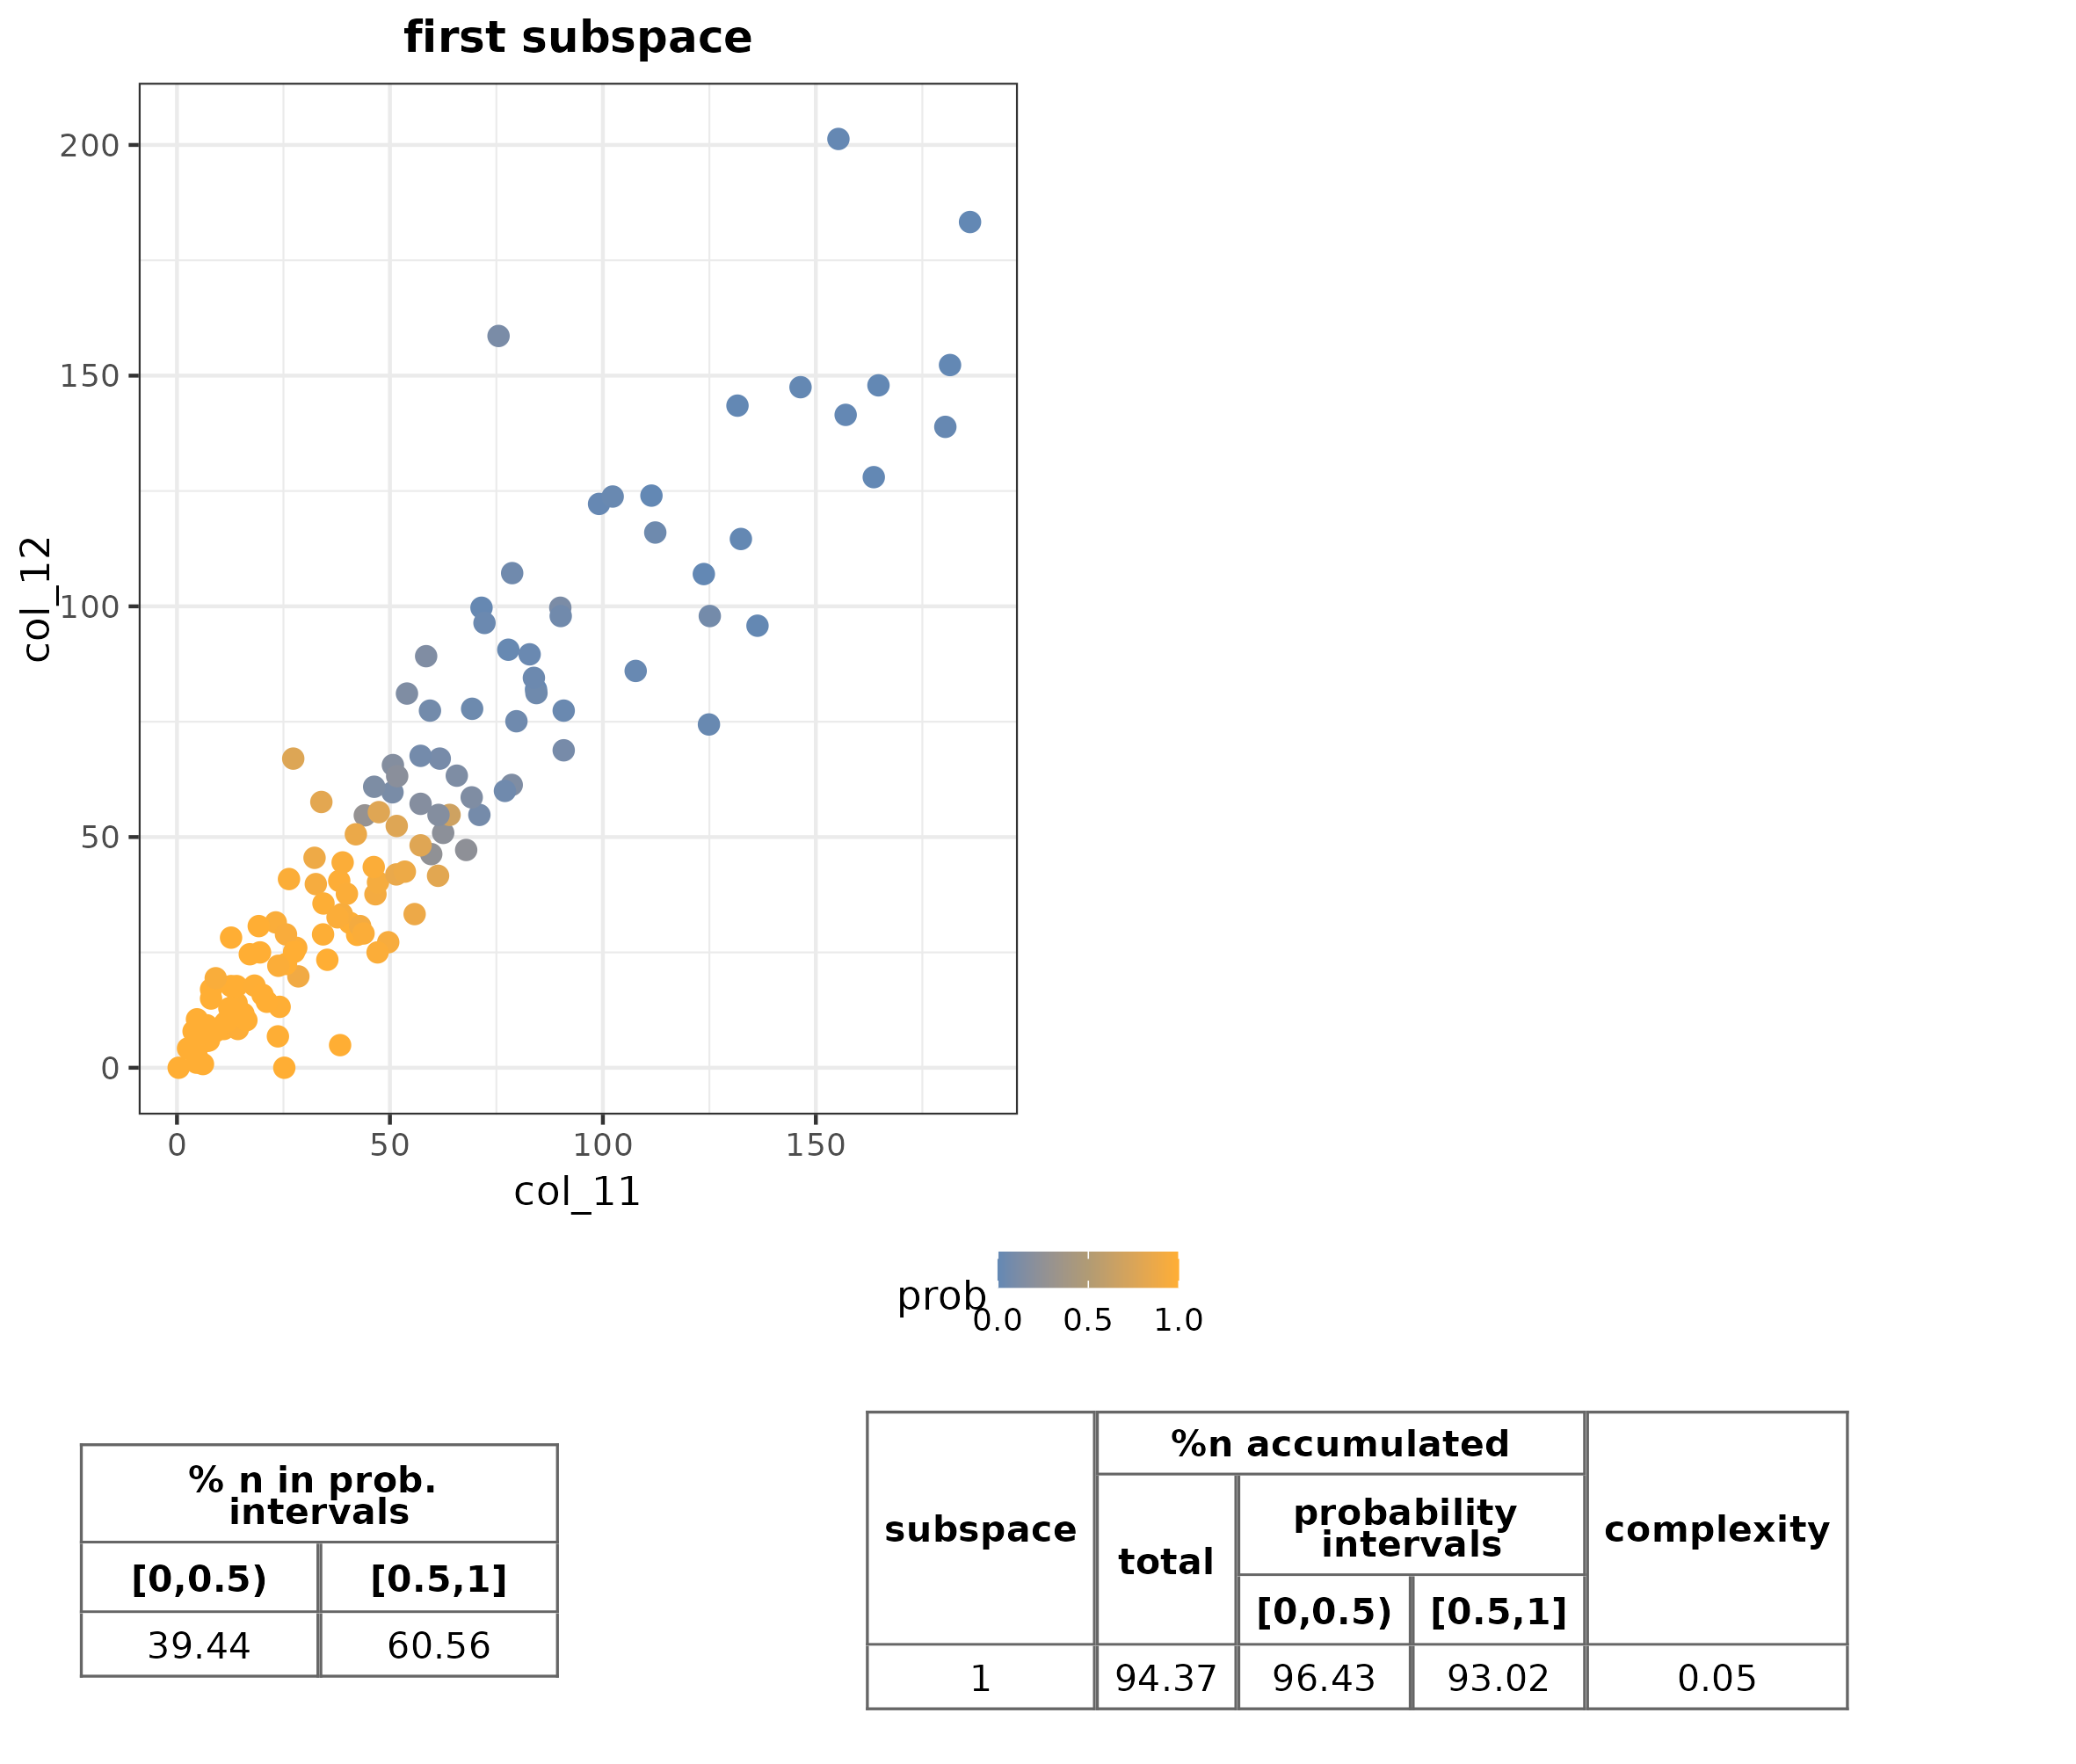 first subspace
200
150
100
50
0
col_12
0 50 100 150
col_11
prob
0.0 0.5 1.0
% n in prob.
intervals
[0,0.5) [0.5,1]
39.44 60.56
%n accumulated
subspace
total
probability
intervals
complexity
[0,0.5) [0.5,1]
1 94.37 96.43 93.02 0.05